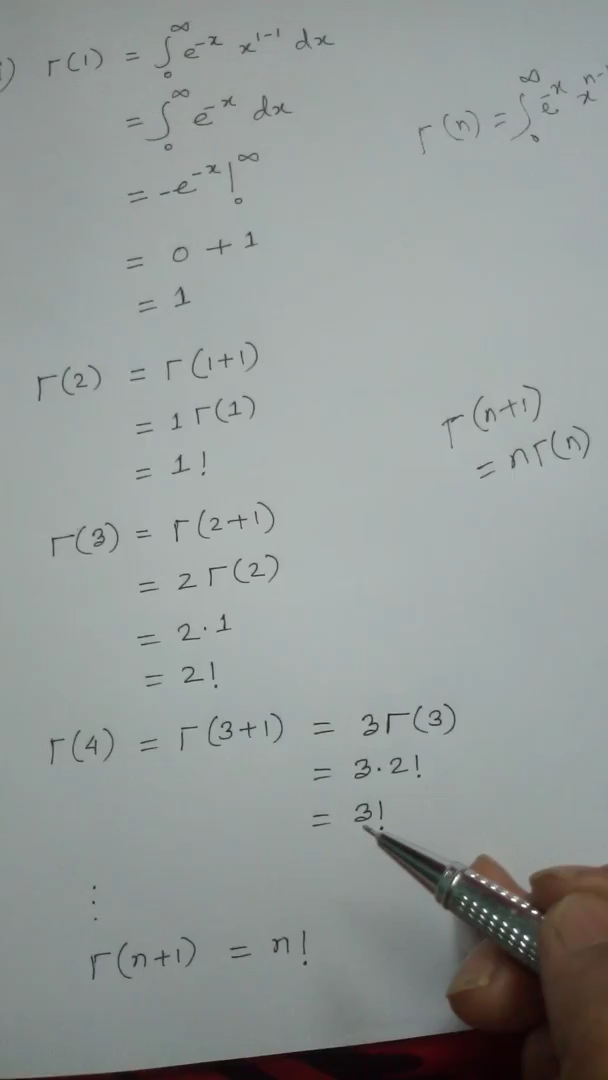 i) Γ(1) = ∫₀^∞ e^-x x^1-1 dx
= ∫₀^∞ e^-x dx
= -e^-x |₀^∞
= 0 + 1
= 1
Γ(n) = ∫₀^∞ e^-x x^n-
Γ(2) = Γ(1+1)
= 1 Γ(1)
= 1!
Γ(n+1)
= nΓ(n)
Γ(3) = Γ(2+1)
= 2 Γ(2)
= 2·1
= 2!
Γ(4) = Γ(3+1) = 3Γ(3)
= 3·2!
= 3!
⋮
Γ(n+1) = n!